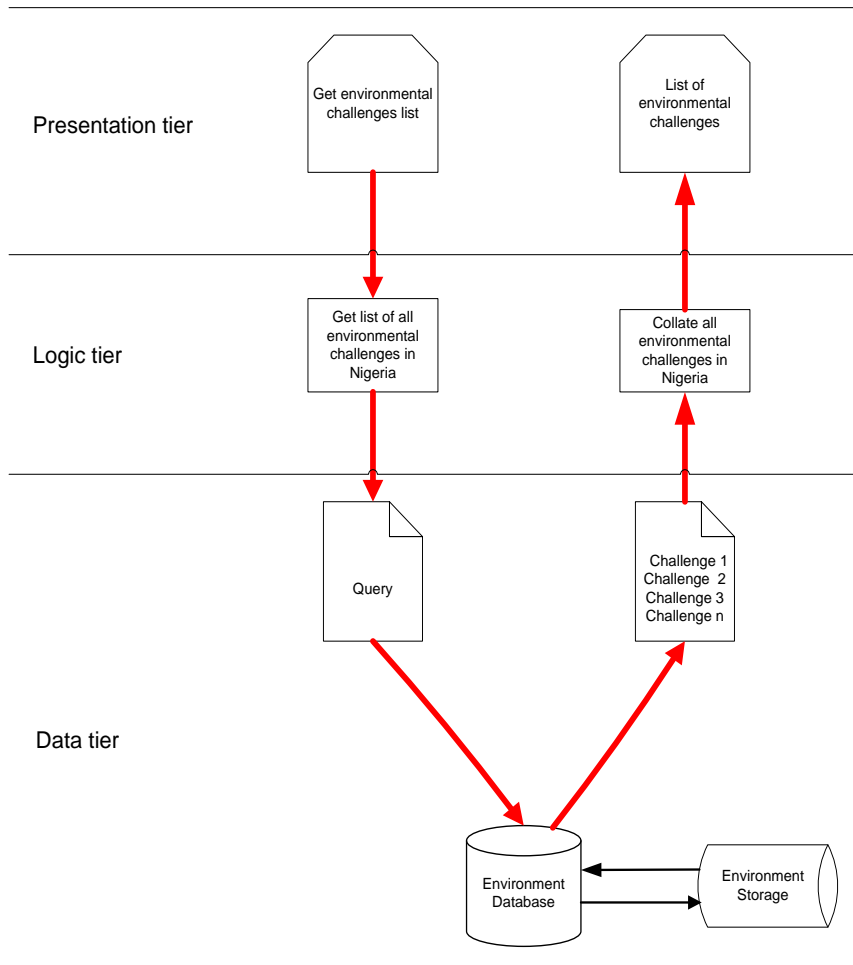 Presentation tier
Get environmental
challenges list
List of
environmental
challenges
Logic tier
Get list of all
environmental
challenges in
Nigeria
Collate all
environmental
challenges in
Nigeria
Data tier
Query
Challenge 1
Challenge  2
Challenge 3
Challenge n
Environment
Database
Environment
Storage